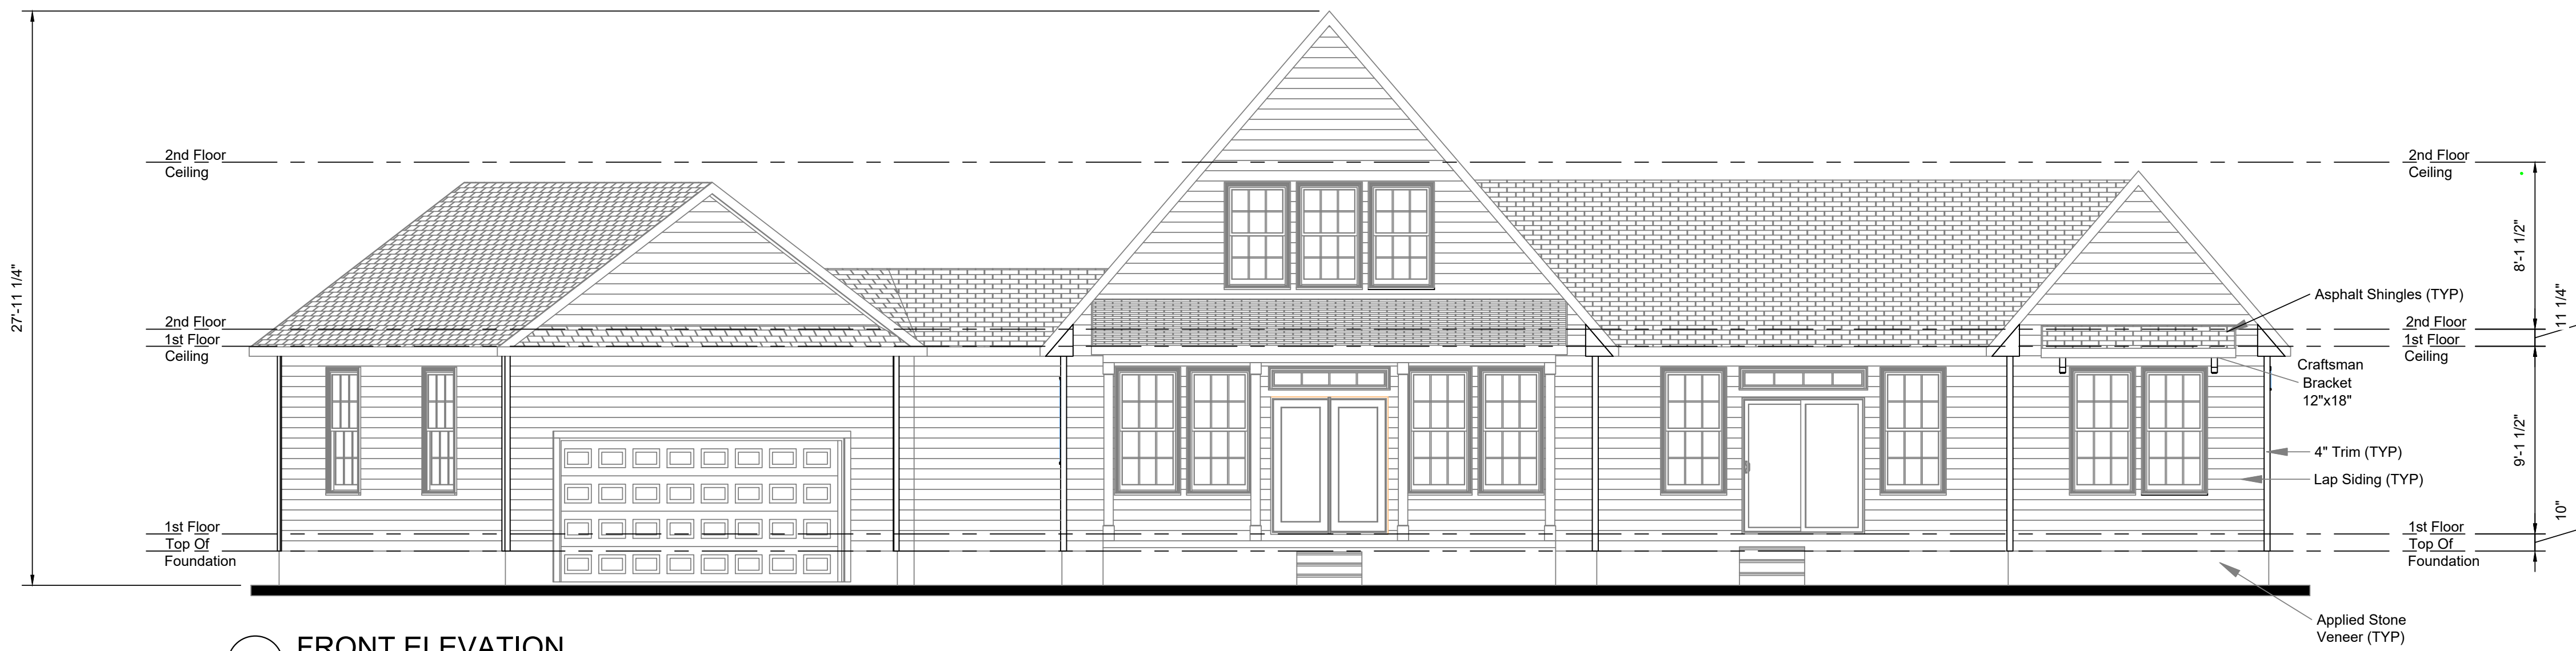 2nd Floor
Ceiling
2nd Floor
1st Floor
Ceiling
1st Floor
Top Of
Foundation
27'-11 1/4"
2nd Floor
Ceiling
8'-1 1/2"
Asphalt Shingles (TYP)
11 1/4"
2nd Floor
1st Floor
Ceiling
Craftsman
Bracket
12"x18"
9'-1 1/2"
4" Trim (TYP)
Lap Siding (TYP)
10"
1st Floor
Top Of
Foundation
Applied Stone
Veneer (TYP)
FRONT ELEVATION